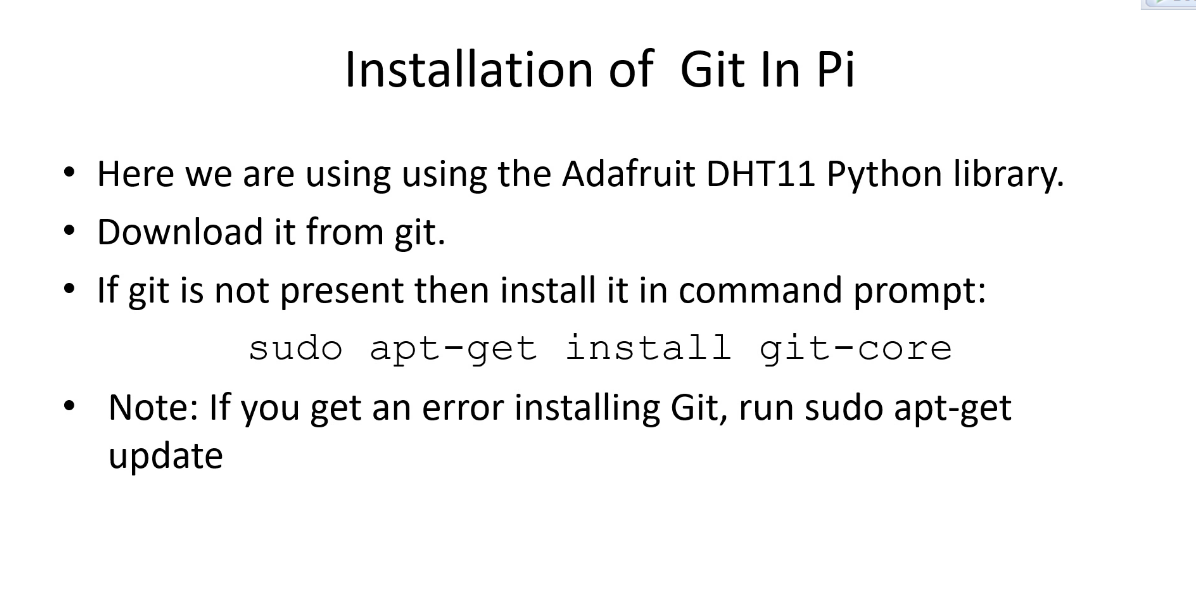 Installation of  Git In Pi
• Here we are using using the Adafruit DHT11 Python library.
• Download it from git.
• If git is not present then install it in command prompt:
sudo apt-get install git-core
• Note: If you get an error installing Git, run sudo apt-get
update